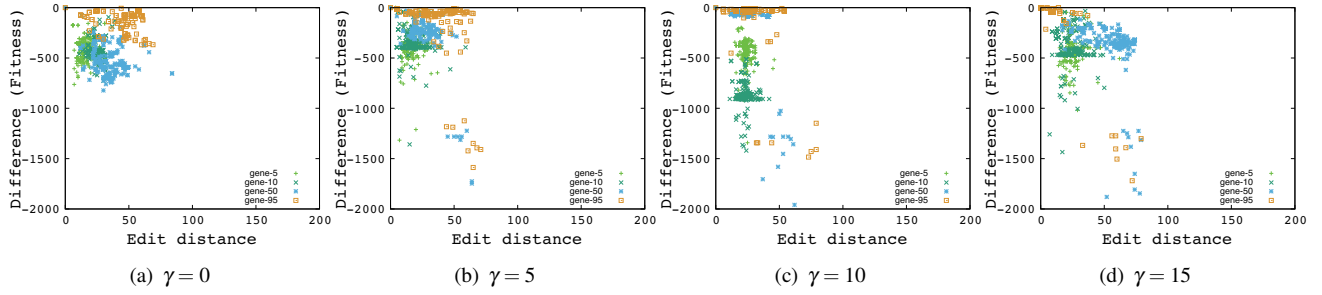 Difference (Fitness)
0
-500
-1000
-1500
-2000
gene-5
gene-10
gene-50
gene-95
0 50 100 150 200
Edit distance
(a) γ = 0
Difference (Fitness)
0
-500
-1000
-1500
-2000
gene-5
gene-10
gene-50
gene-95
0 50 100 150 200
Edit distance
(b) γ = 5
Difference (Fitness)
0
-500
-1000
-1500
-2000
gene-5
gene-10
gene-50
gene-95
0 50 100 150 200
Edit distance
(c) γ = 10
Difference (Fitness)
0
-500
-1000
-1500
-2000
gene-5
gene-10
gene-50
gene-95
0 50 100 150 200
Edit distance
(d) γ = 15